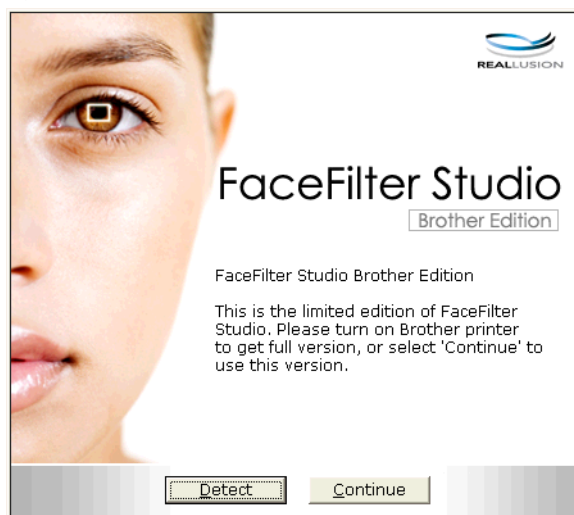 REALLUSION
FaceFilter Studio
Brother Edition
FaceFilter Studio Brother Edition
This is the limited edition of FaceFilter
Studio. Please turn on Brother printer
to get full version, or select 'Continue' to
use this version.
Detect
Continue